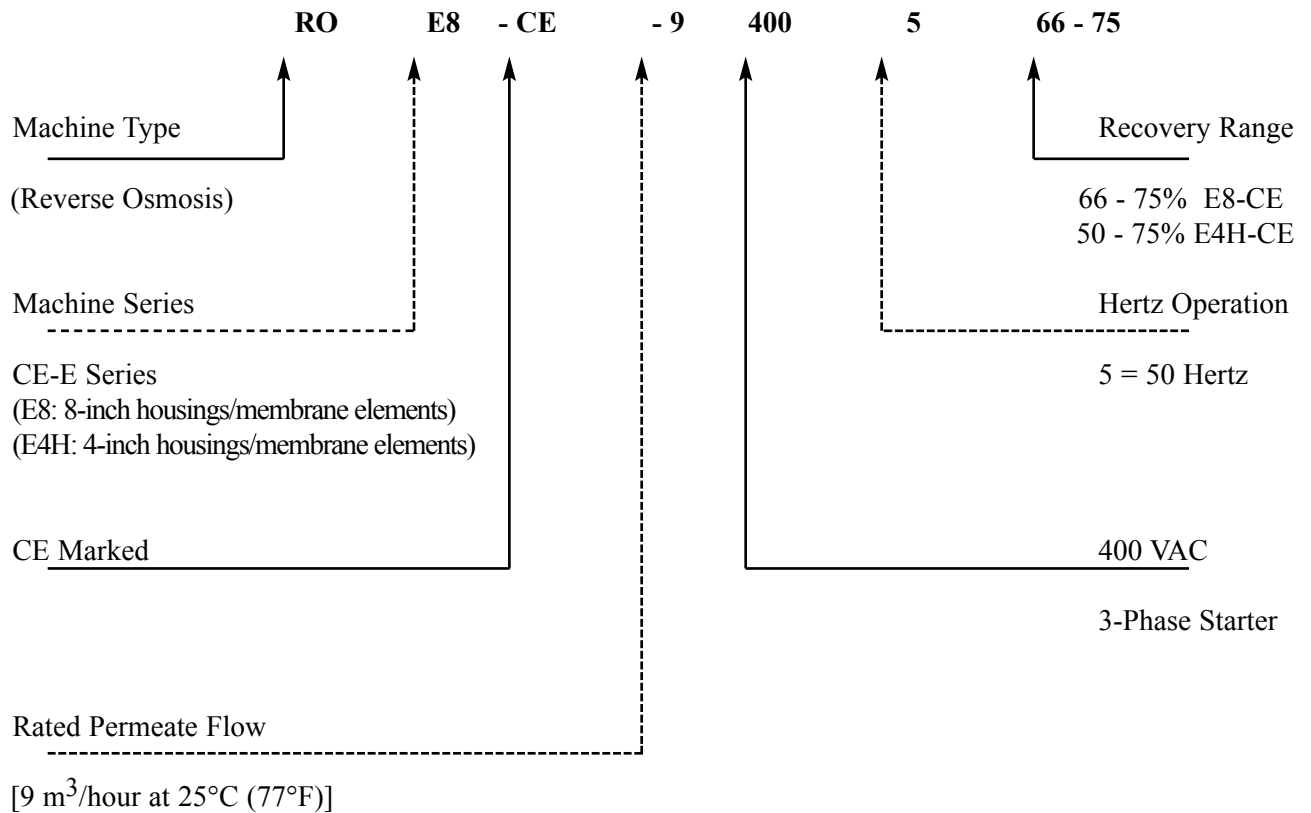 RO E8 - CE - 9 400 5 66 - 75
Machine Type
Recovery Range
(Reverse Osmosis)
66 - 75% E8-CE
50 - 75% E4H-CE
Machine Series
Hertz Operation
CE-E Series
5 = 50 Hertz
(E8: 8-inch housings/membrane elements)
(E4H: 4-inch housings/membrane elements)
CE Marked
400 VAC
3-Phase Starter
Rated Permeate Flow
[9 m³/hour at 25°C (77°F)]